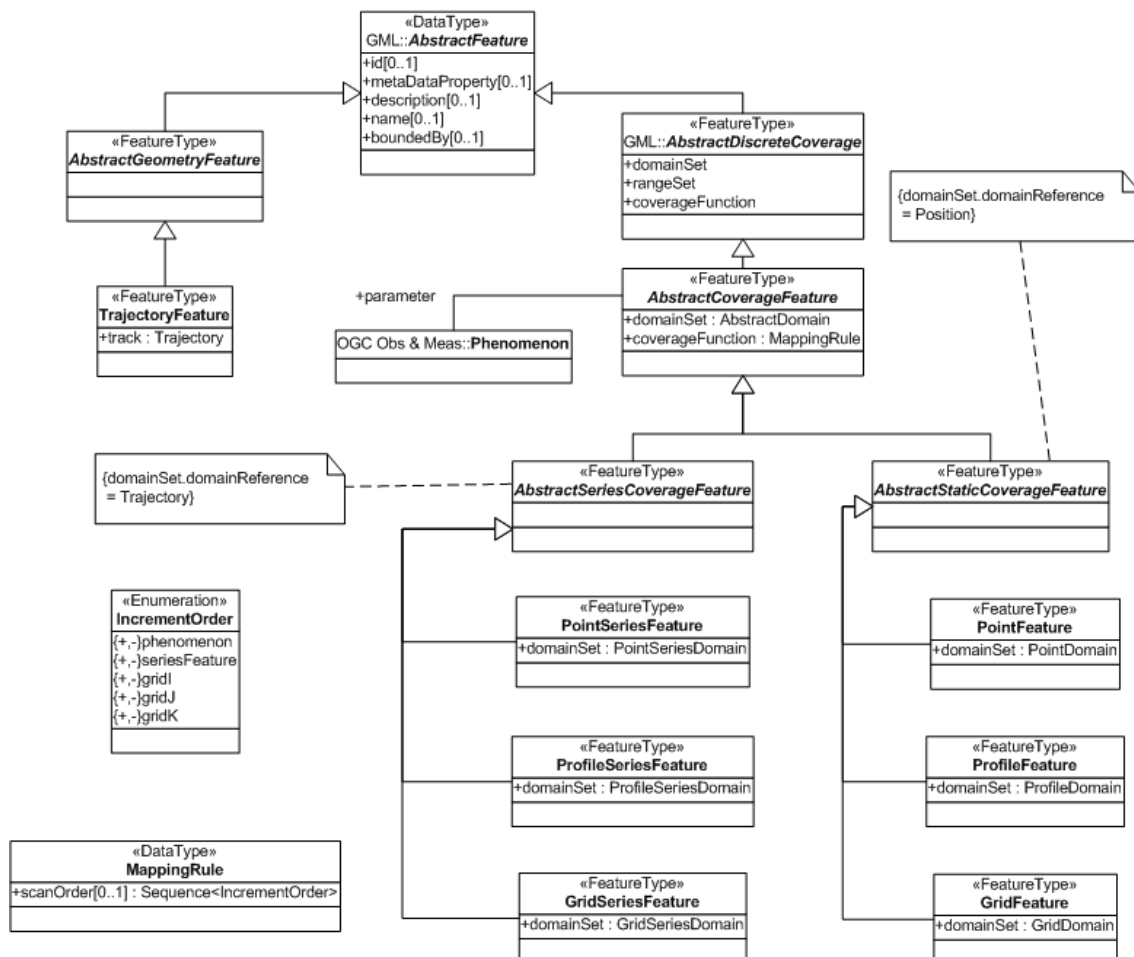 «DataType»
GML::AbstractFeature
+id[0..1]
+metaDataProperty[0..1]
+description[0..1]
+name[0..1]
+boundedBy[0..1]
«FeatureType»
AbstractGeometryFeature
«FeatureType»
GML::AbstractDiscreteCoverage
+domainSet
+rangeSet
+coverageFunction
{domainSet.domainReference
= Position}
«FeatureType»
TrajectoryFeature
+track : Trajectory
+parameter
OGC Obs & Meas::Phenomenon
«FeatureType»
AbstractCoverageFeature
+domainSet : AbstractDomain
+coverageFunction : MappingRule
{domainSet.domainReference
= Trajectory}
«FeatureType»
AbstractSeriesCoverageFeature
«FeatureType»
AbstractStaticCoverageFeature
«Enumeration»
IncrementOrder
{+,-}phenomenon
{+,-}seriesFeature
{+,-}gridI
{+,-}gridJ
{+,-}gridK
«FeatureType»
PointSeriesFeature
+domainSet : PointSeriesDomain
«FeatureType»
PointFeature
+domainSet : PointDomain
«FeatureType»
ProfileSeriesFeature
+domainSet : ProfileSeriesDomain
«FeatureType»
ProfileFeature
+domainSet : ProfileDomain
«DataType»
MappingRule
+scanOrder[0..1] : Sequence<IncrementOrder>
«FeatureType»
GridSeriesFeature
+domainSet : GridSeriesDomain
«FeatureType»
GridFeature
+domainSet : GridDomain